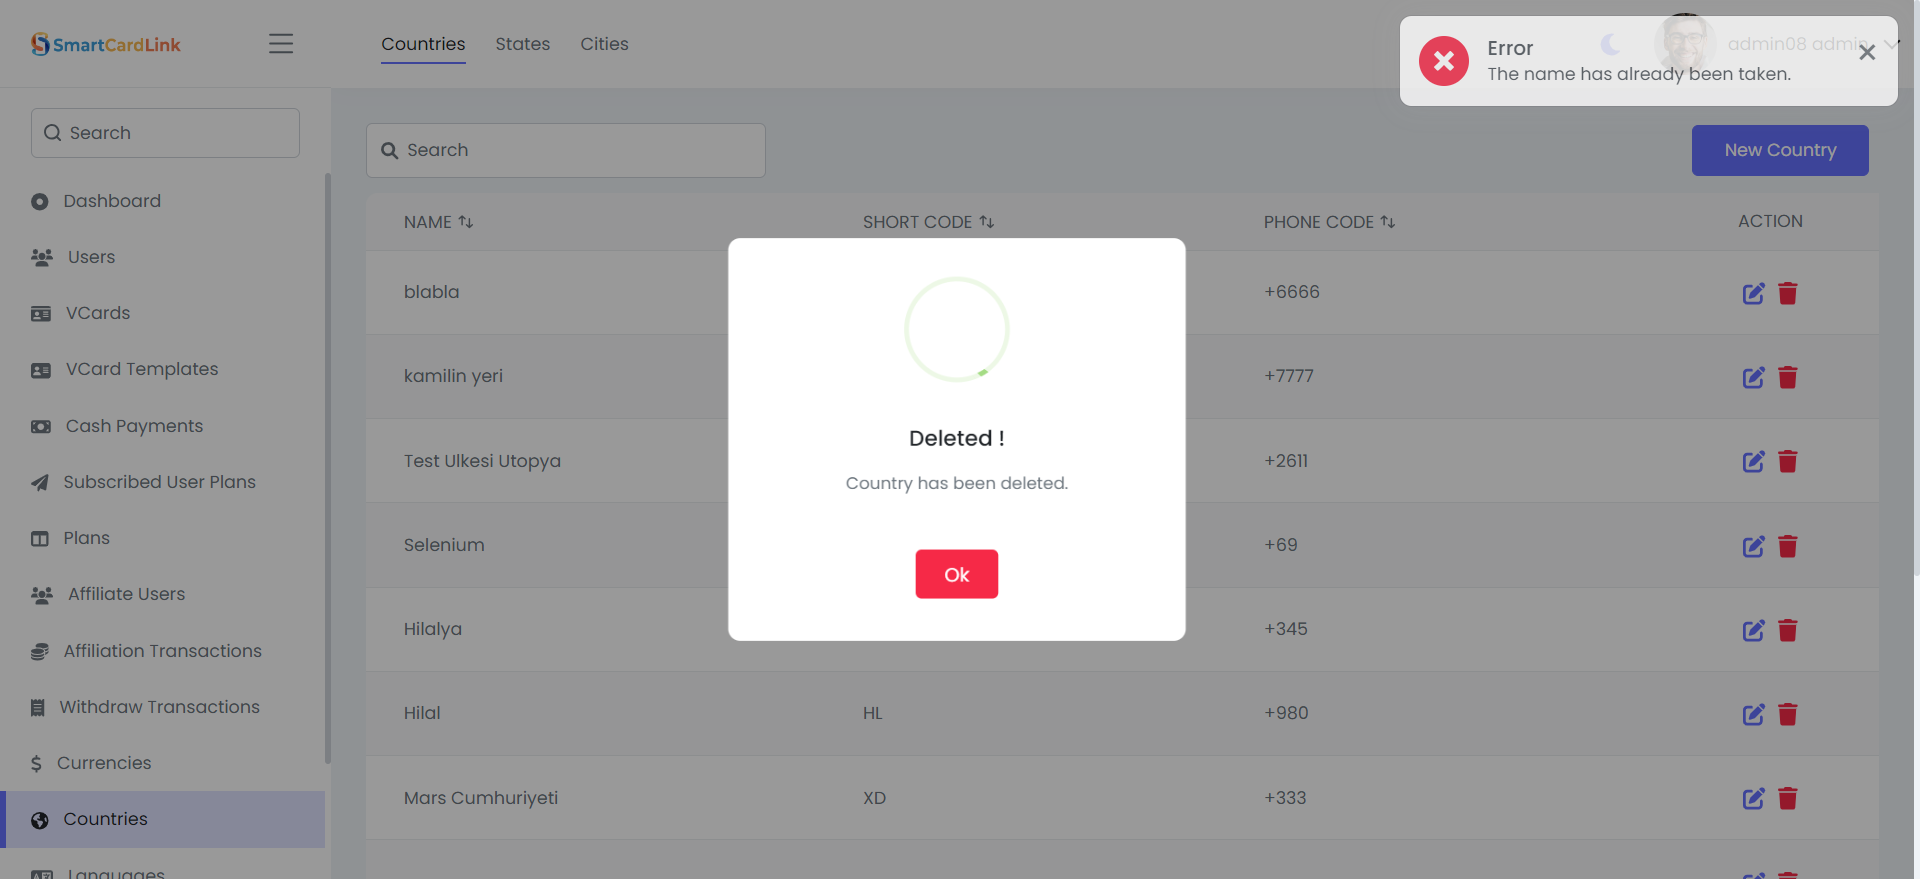 SmartCardLink
Countries
States
Cities
Error
The name has already been taken.
admin08 admin
Search
Search
New Country
Dashboard
Users
VCards
VCard Templates
Cash Payments
Subscribed User Plans
Plans
Affiliate Users
Affiliation Transactions
Withdraw Transactions
Currencies
Countries
Languages
NAME
SHORT CODE
PHONE CODE
ACTION
blabla
+6666
kamilin yeri
+7777
Test Ulkesi Utopya
+2611
Selenium
+69
Hilalya
+345
Hilal
HL
+980
Mars Cumhuriyeti
XD
+333
Deleted !
Country has been deleted.
Ok